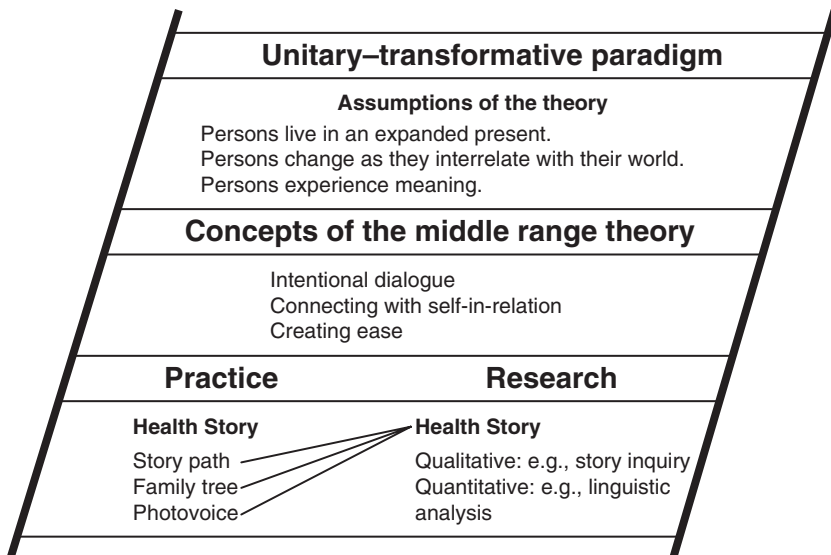 Unitary–transformative paradigm
Assumptions of the theory
Persons live in an expanded present.
Persons change as they interrelate with their world.
Persons experience meaning.
Concepts of the middle range theory
Intentional dialogue
Connecting with self-in-relation
Creating ease
Practice
Health Story
Story path
Family tree
Photovoice
Research
Health Story
Qualitative: e.g., story inquiry
Quantitative: e.g., linguistic
analysis